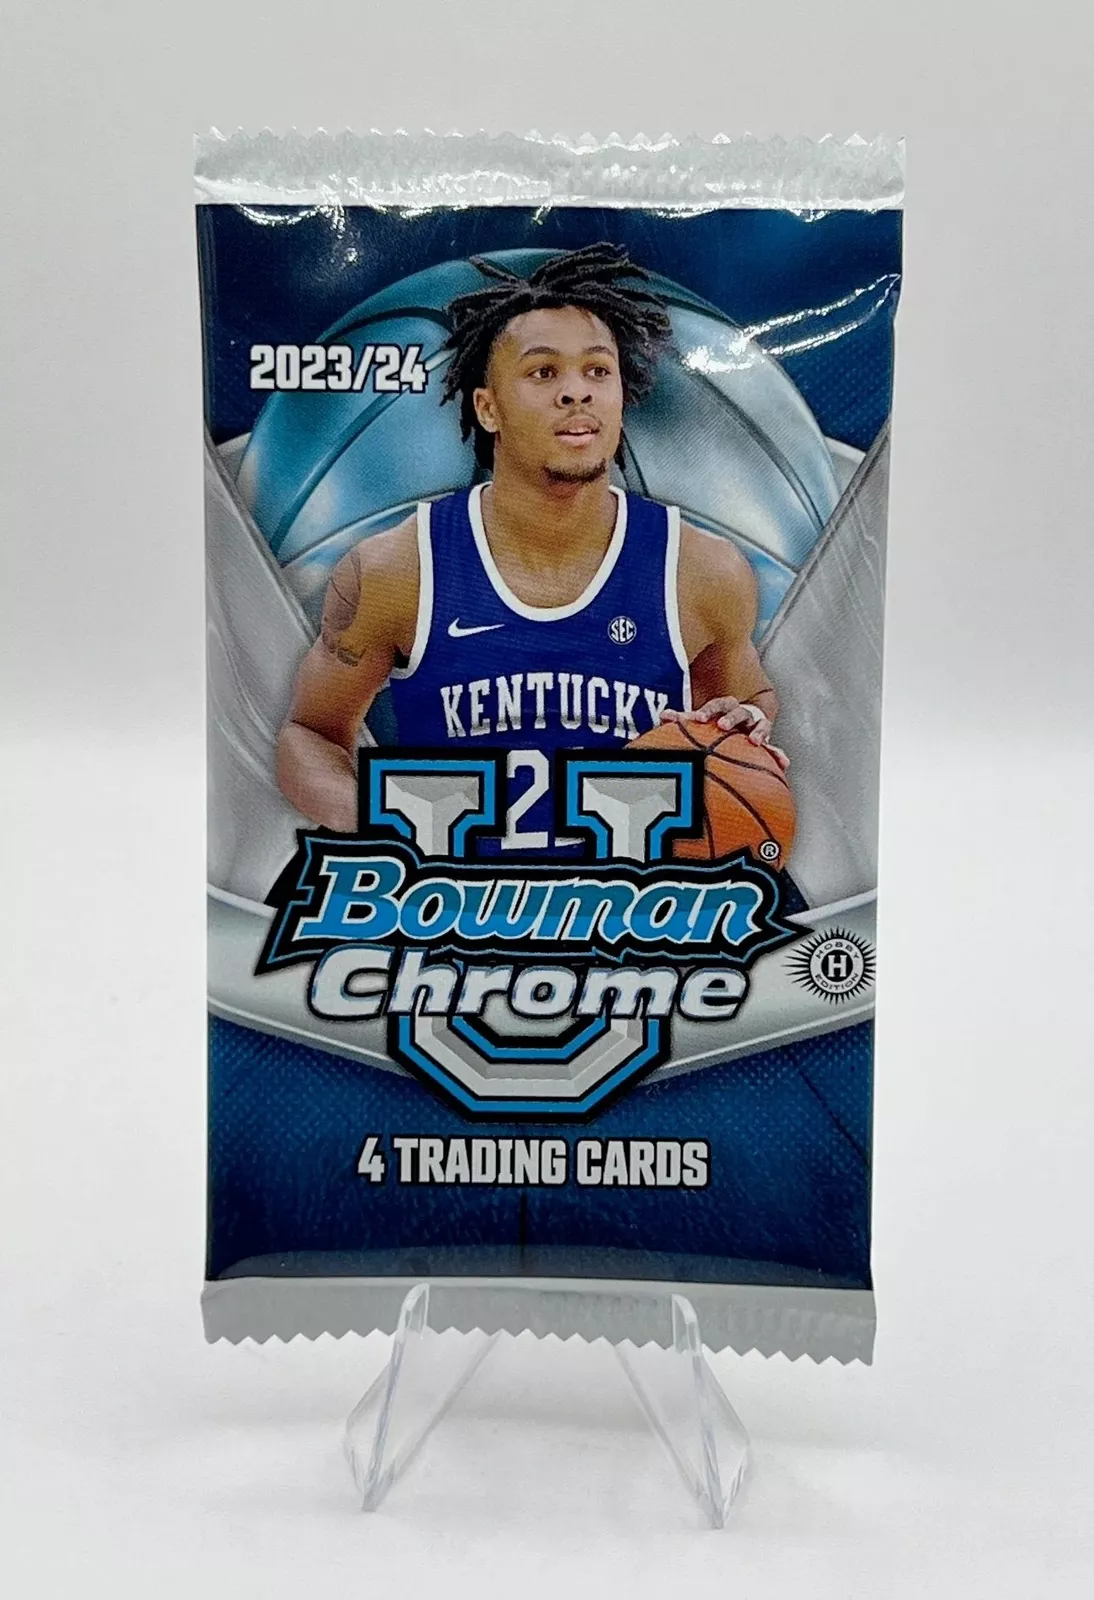 2023/24
SEC
KENTUCKY
2
U
Bowman®
Chrome
HOBBY
H
EDITION
4 TRADING CARDS